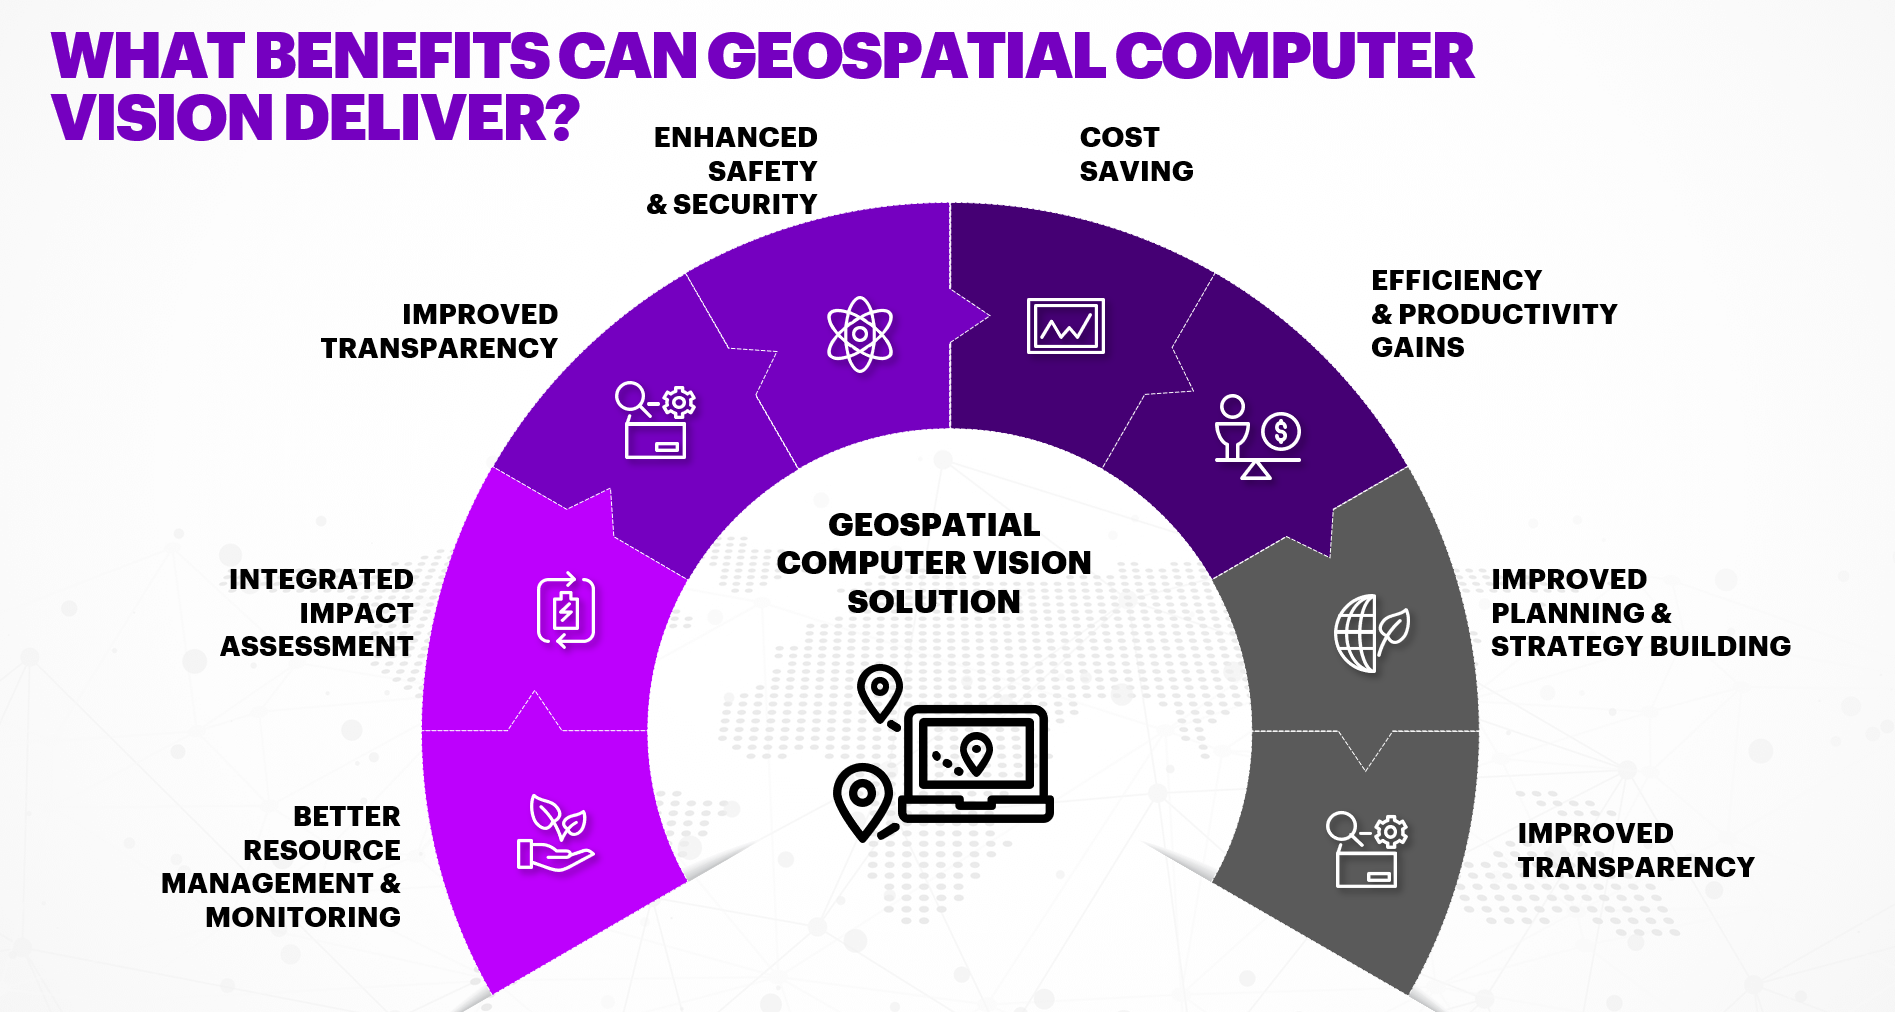 WHAT BENEFITS CAN GEOSPATIAL COMPUTER
VISION DELIVER?
ENHANCED
SAFETY
& SECURITY
COST
SAVING
IMPROVED
TRANSPARENCY
EFFICIENCY
& PRODUCTIVITY
GAINS
INTEGRATED
IMPACT
ASSESSMENT
GEOSPATIAL
COMPUTER VISION
SOLUTION
IMPROVED
PLANNING &
STRATEGY BUILDING
BETTER
RESOURCE
MANAGEMENT &
MONITORING
IMPROVED
TRANSPARENCY
$